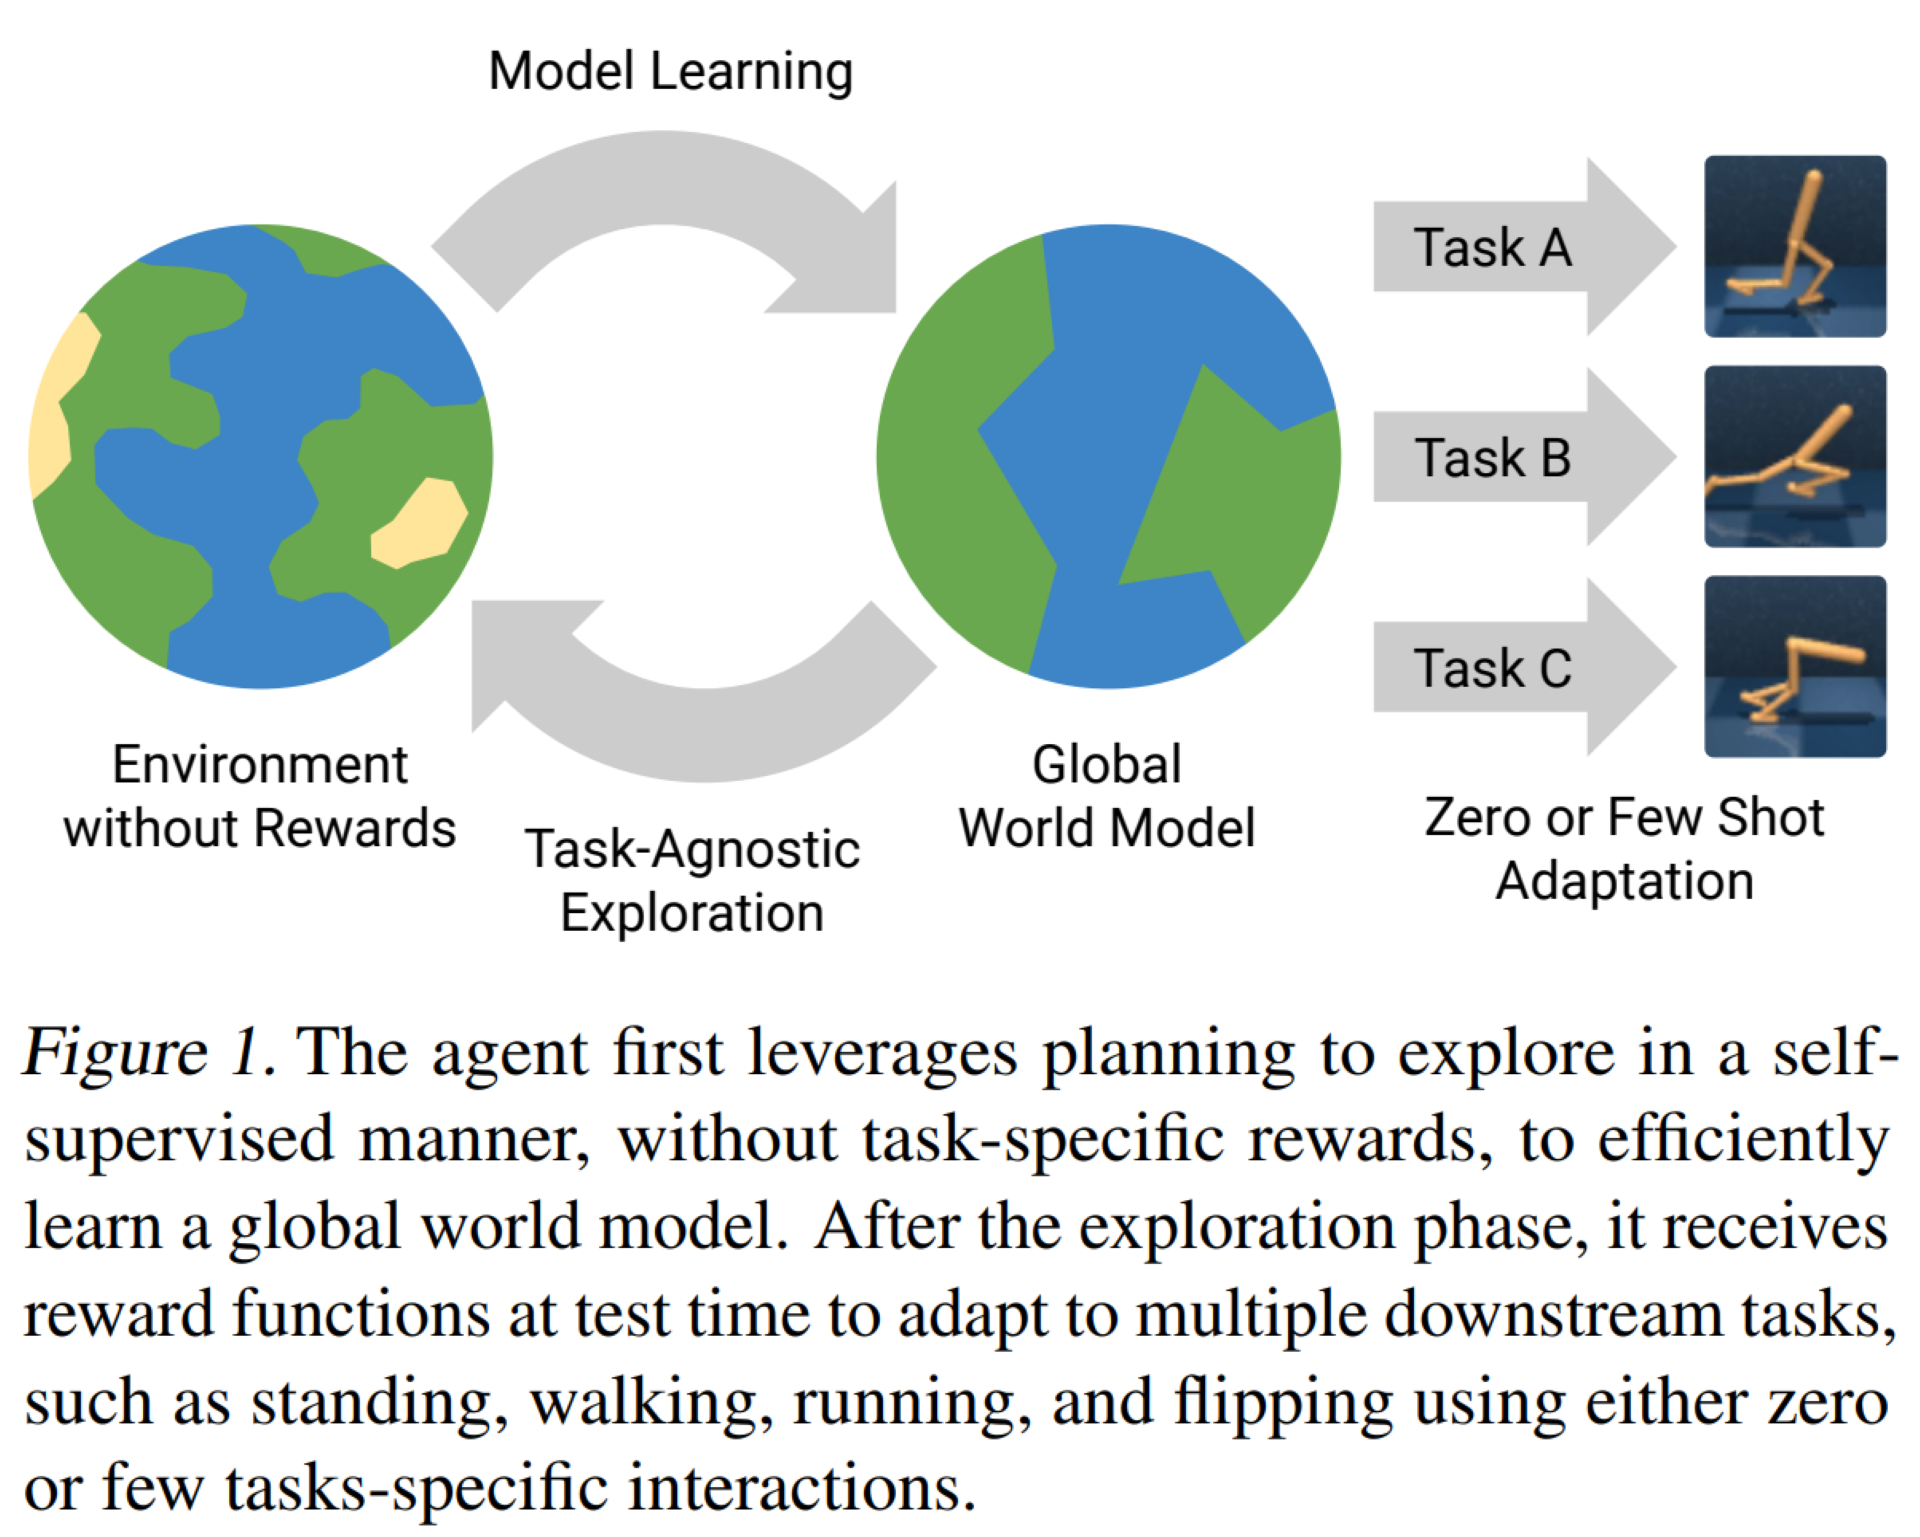 Model Learning
Task A
Task B
Task C
Environment
without Rewards
Task-Agnostic
Exploration
Global
World Model
Zero or Few Shot
Adaptation
Figure 1. The agent first leverages planning to explore in a self-
supervised manner, without task-specific rewards, to efficiently
learn a global world model. After the exploration phase, it receives
reward functions at test time to adapt to multiple downstream tasks,
such as standing, walking, running, and flipping using either zero
or few tasks-specific interactions.